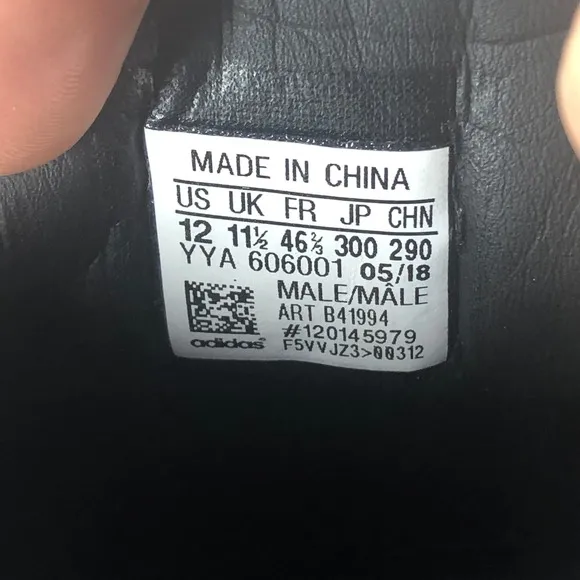 MADE IN CHINA
US UK FR JP CHN
12 11½ 46⅔ 300 290
YYA 606001 05/18
MALE/MÂLE
ART B41994
#120145979
adidas F5VVJZ3>00312